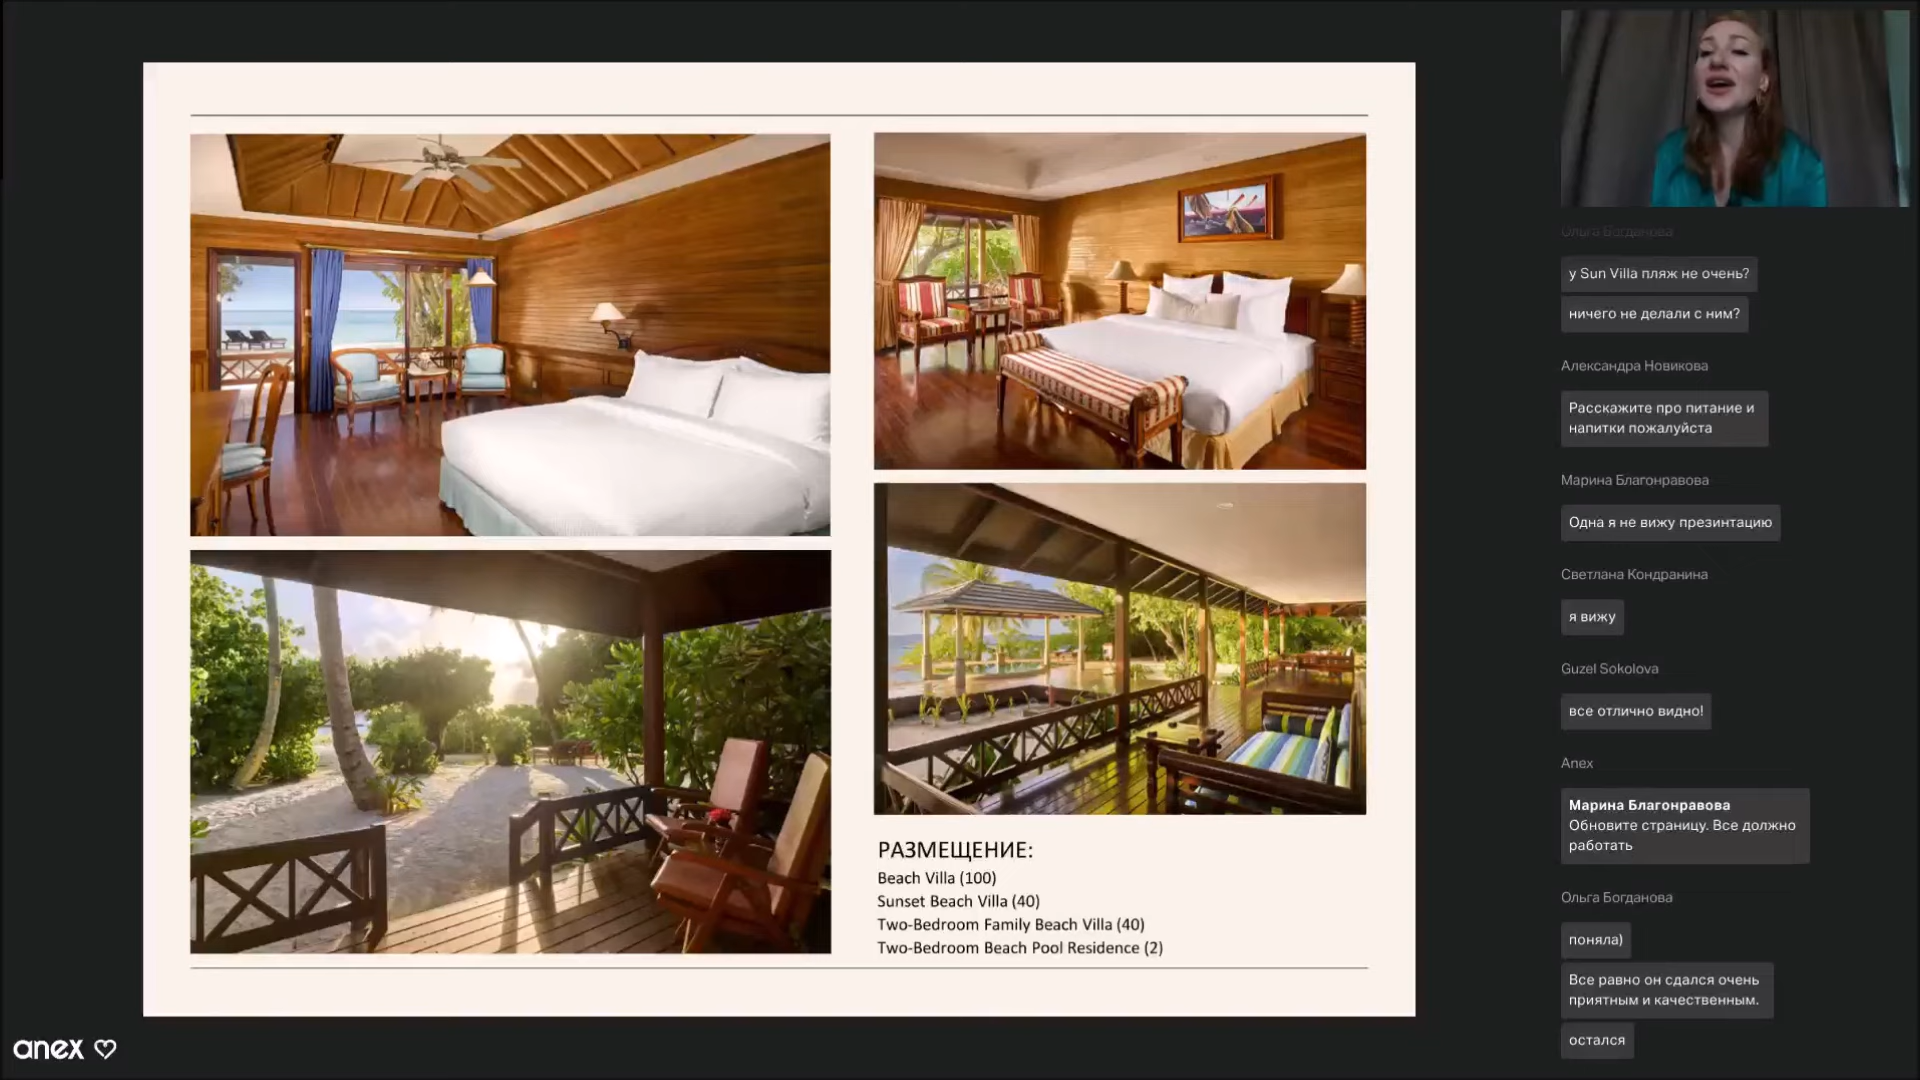 РАЗМЕЩЕНИЕ:
Beach Villa (100)
Sunset Beach Villa (40)
Two-Bedroom Family Beach Villa (40)
Two-Bedroom Beach Pool Residence (2)
anex
Ольга Богданова
у Sun Villa пляж не очень?
ничего не делали с ним?
Александра Новикова
Расскажите про питание и
напитки пожалуйста
Марина Благонравова
Одна я не вижу презинтацию
Светлана Кондранина
я вижу
Guzel Sokolova
все отлично видно!
Anex
Марина Благонравова
Обновите страницу. Все должно
работать
Ольга Богданова
поняла)
Все равно он сдался очень
приятным и качественным.
остался